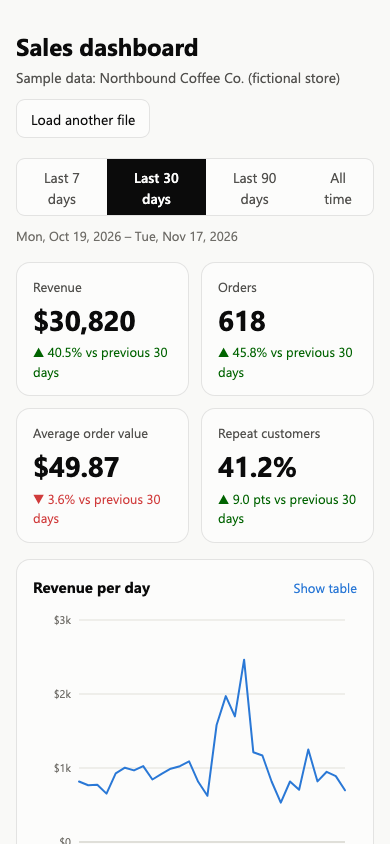 Sales dashboard
Sample data: Northbound Coffee Co. (fictional store)
Load another file
Last 7
days
Last 30
days
Last 90
days
All
time
Mon, Oct 19, 2026 – Tue, Nov 17, 2026
Revenue
$30,820
▲ 40.5% vs previous 30
days
Orders
618
▲ 45.8% vs previous 30
days
Average order value
$49.87
▼ 3.6% vs previous 30
days
Repeat customers
41.2%
▲ 9.0 pts vs previous 30
days
Revenue per day
Show table
$3k
$2k
$1k
$0